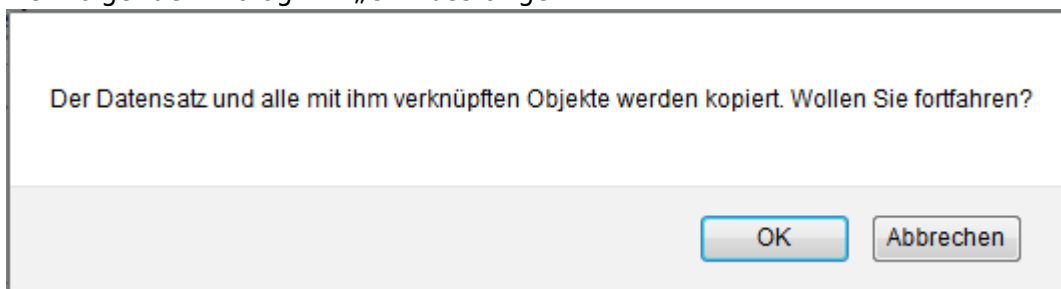 Der Datensatz und alle mit ihm verknüpften Objekte werden kopiert. Wollen Sie fortfahren?
OK
Abbrechen